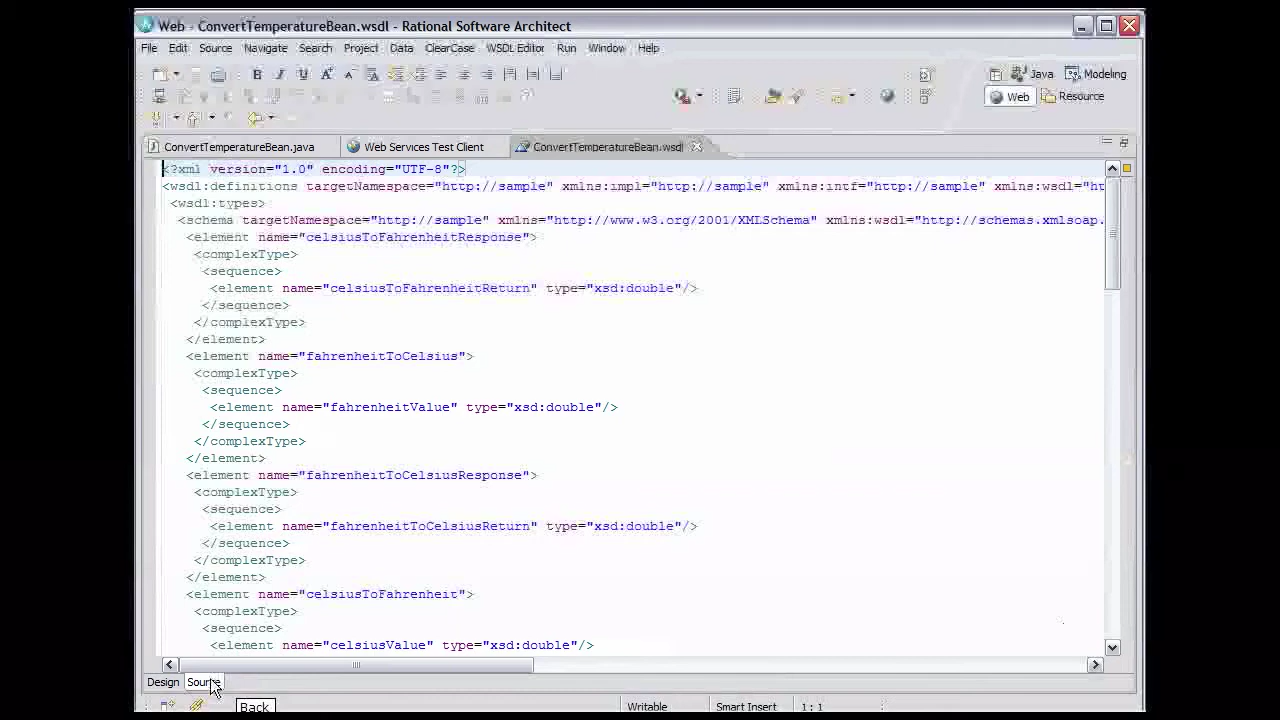 Web - ConvertTemperatureBean.wsdl - Rational Software Architect
File Edit Source Navigate Search Project Data ClearCase WSDL Editor Run Window Help
Java Modeling
Web Resource
ConvertTemperatureBean.java Web Services Test Client ConvertTemperatureBean.wsdl
<?xml version="1.0" encoding="UTF-8"?>
<wsdl:definitions targetNamespace="http://sample" xmlns:impl="http://sample" xmlns:intf="http://sample" xmlns:wsdl="ht
<wsdl:types>
<schema targetNamespace="http://sample" xmlns="http://www.w3.org/2001/XMLSchema" xmlns:wsdl="http://schemas.xmlsoap.
<element name="celsiusToFahrenheitResponse">
<complexType>
<sequence>
<element name="celsiusToFahrenheitReturn" type="xsd:double"/>
</sequence>
</complexType>
</element>
<element name="fahrenheitToCelsius">
<complexType>
<sequence>
<element name="fahrenheitValue" type="xsd:double"/>
</sequence>
</complexType>
</element>
<element name="fahrenheitToCelsiusResponse">
<complexType>
<sequence>
<element name="fahrenheitToCelsiusReturn" type="xsd:double"/>
</sequence>
</complexType>
</element>
<element name="celsiusToFahrenheit">
<complexType>
<sequence>
<element name="celsiusValue" type="xsd:double"/>
Design Source
Back Writable Smart Insert 1 : 1